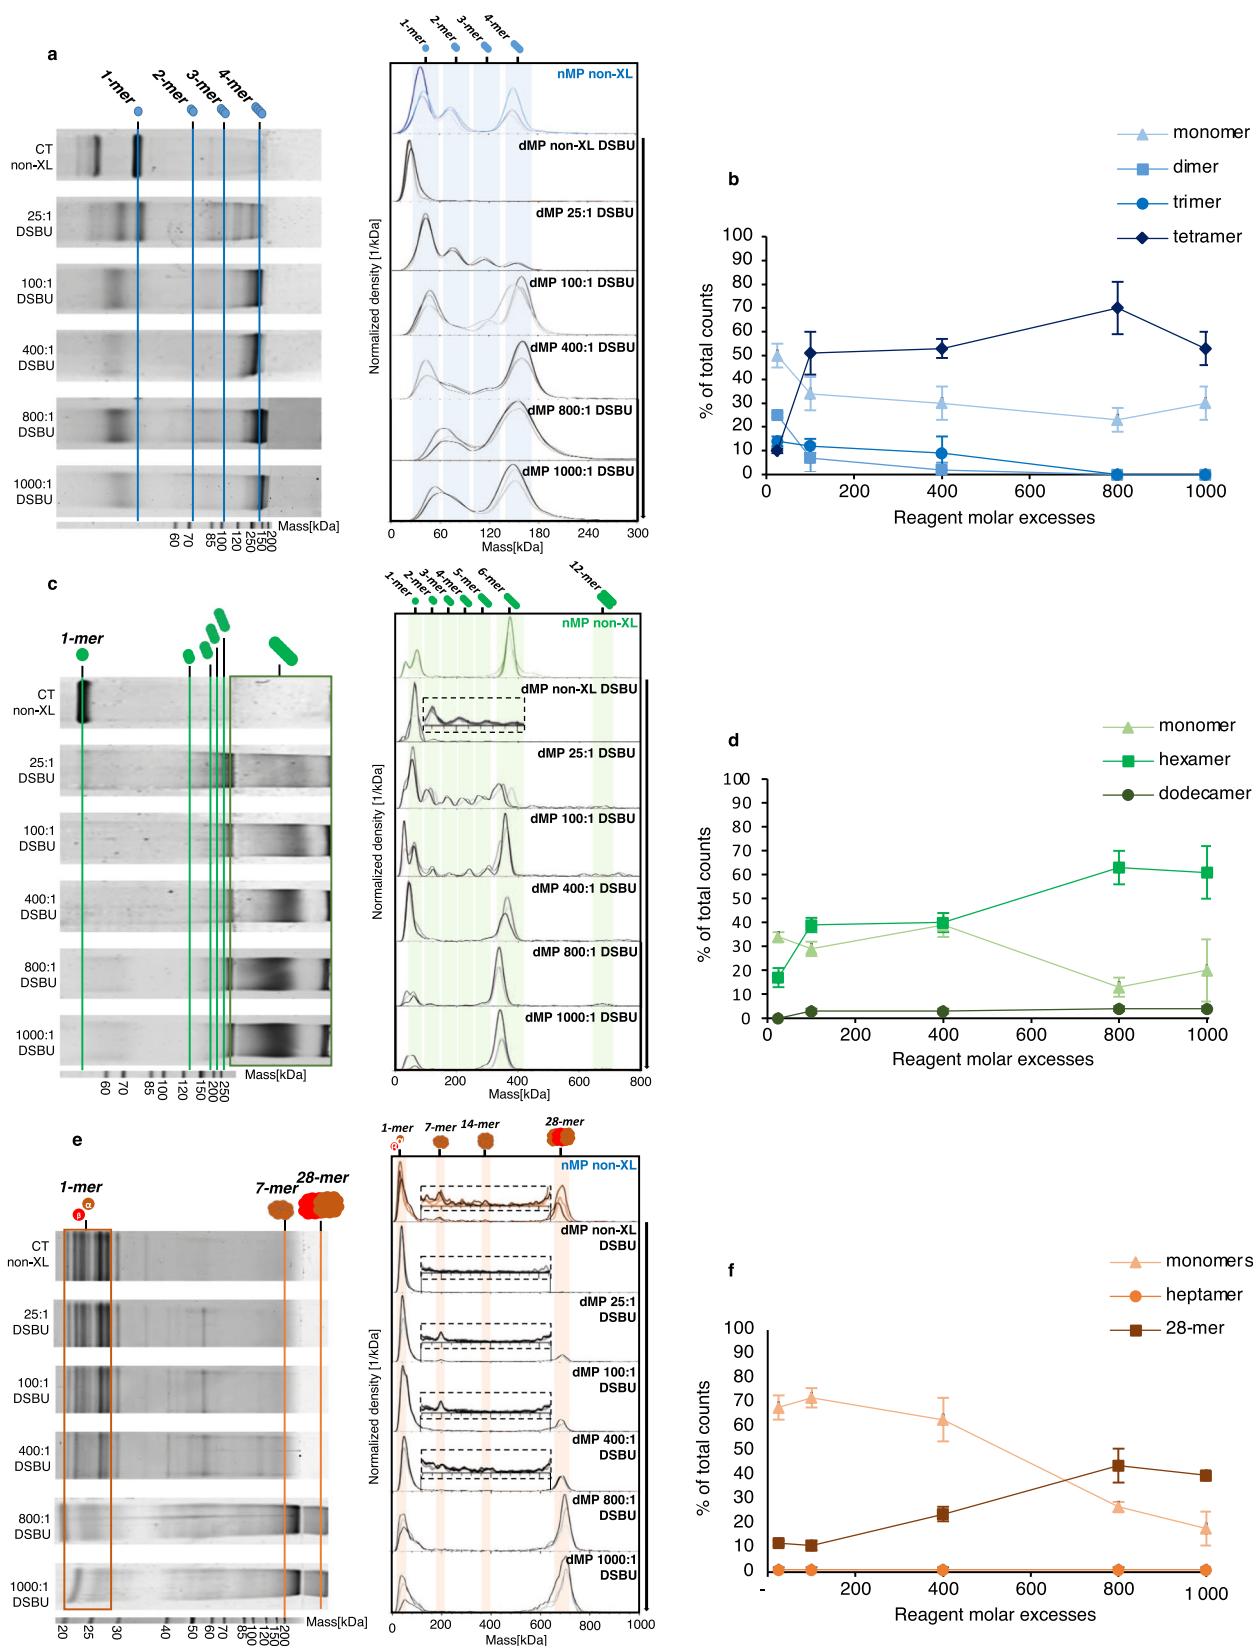 a
1-mer
2-mer
3-mer
4-mer
CT
non-XL
25:1
DSBU
100:1
DSBU
400:1
DSBU
800:1
DSBU
1000:1
DSBU
60
70
85
100
120
250
150
200
Mass[kDa]
1-mer
2-mer
3-mer
4-mer
nMP non-XL
dMP non-XL DSBU
dMP 25:1 DSBU
dMP 100:1 DSBU
dMP 400:1 DSBU
dMP 800:1 DSBU
dMP 1000:1 DSBU
Normalized density [1/kDa]
0 60 120 180 240 300
Mass[kDa]
b
monomer
dimer
trimer
tetramer
100
90
80
70
60
50
40
30
20
10
0
% of total counts
0 200 400 600 800 1000
Reagent molar excesses
c
1-mer
CT
non-XL
25:1
DSBU
100:1
DSBU
400:1
DSBU
800:1
DSBU
1000:1
DSBU
60
70
85
100
120
150
200
250
Mass[kDa]
1-mer
2-mer
3-mer
4-mer
5-mer
6-mer
12-mer
nMP non-XL
dMP non-XL DSBU
dMP 25:1 DSBU
dMP 100:1 DSBU
dMP 400:1 DSBU
dMP 800:1 DSBU
dMP 1000:1 DSBU
Normalized density [1/kDa]
0 200 400 600 800
Mass[kDa]
d
monomer
hexamer
dodecamer
100
90
80
70
60
50
40
30
20
10
0
% of total counts
0 200 400 600 800 1000
Reagent molar excesses
e
1-mer
7-mer
28-mer
β
α
CT
non-XL
25:1
DSBU
100:1
DSBU
400:1
DSBU
800:1
DSBU
1000:1
DSBU
20
25
30
40
50
60
70
85
100
120
150
200
Mass[kDa]
1-mer
7-mer
14-mer
28-mer
β
α
nMP non-XL
dMP non-XL
DSBU
dMP 25:1
DSBU
dMP 100:1
DSBU
dMP 400:1
DSBU
dMP 800:1
DSBU
dMP 1000:1
DSBU
Normalized density [1/kDa]
0 200 400 600 800 1000
Mass[kDa]
f
monomers
heptamer
28-mer
100
90
80
70
60
50
40
30
20
10
0
% of total counts
- 200 400 600 800 1 000
Reagent molar excesses